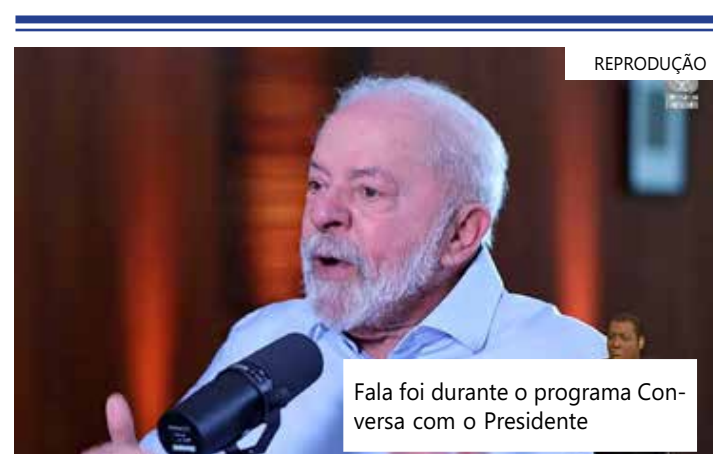 REPRODUÇÃO
Fala foi durante o programa Con-
versa com o Presidente